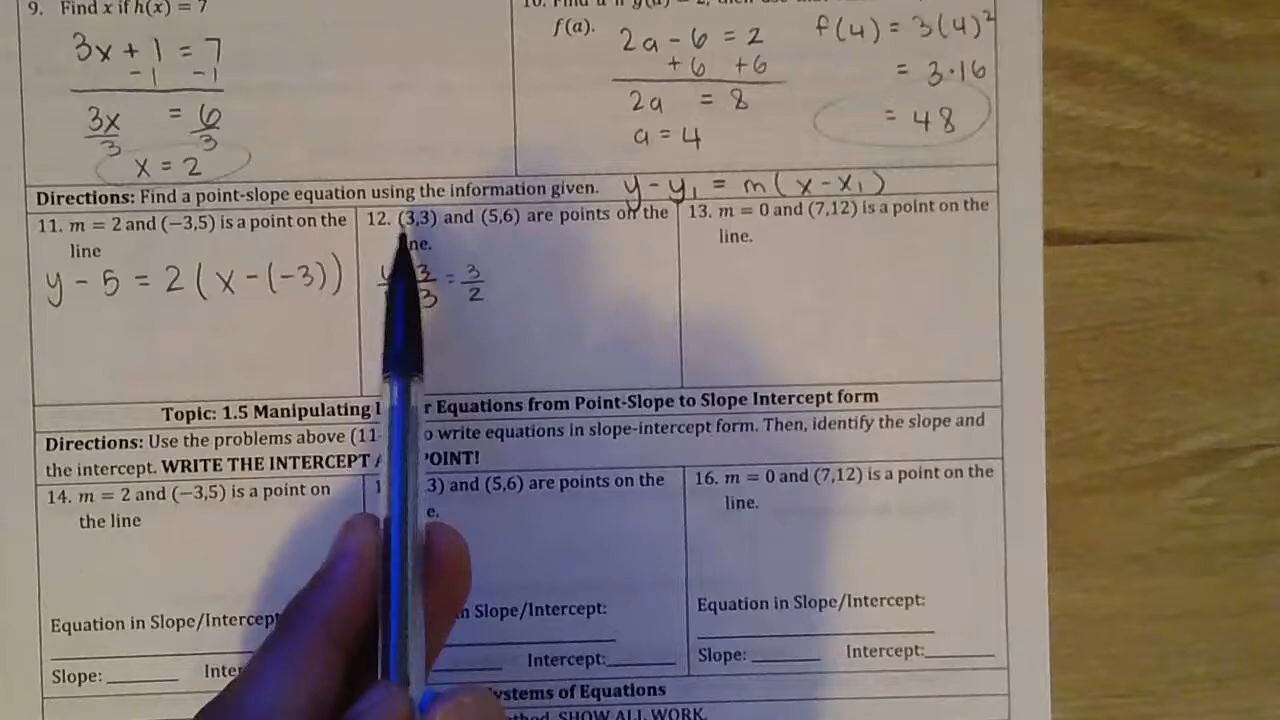 9. Find x if h(x) = 7
3x + 1 = 7
-1 -1
3x = 6
3 3
x = 2
f(a).
2a - 6 = 2
+6 +6
2a = 8
a = 4
f(4) = 3(4)²
= 3·16
= 48
Directions: Find a point-slope equation using the information given. y - y₁ = m(x - x₁)
11. m = 2 and (−3,5) is a point on the
line
y - 5 = 2(x - (-3))
12. (3,3) and (5,6) are points on the
3 = 3
3 2
13. m = 0 and (7,12) is a point on the
line.
Topic: 1.5 Manipulating Equations from Point-Slope to Slope Intercept form
Directions: Use the problems above (11 write equations in slope-intercept form. Then, identify the slope and
the intercept. WRITE THE INTERCEPT POINT!
14. m = 2 and (−3,5) is a point on
the line
Equation in Slope/Intercept
Slope: ______
3) and (5,6) are points on the
Slope/Intercept:
Intercept:______
16. m = 0 and (7,12) is a point on the
line.
Equation in Slope/Intercept:
Slope: ______ Intercept:______
Systems of Equations
SHOW ALL WORK.